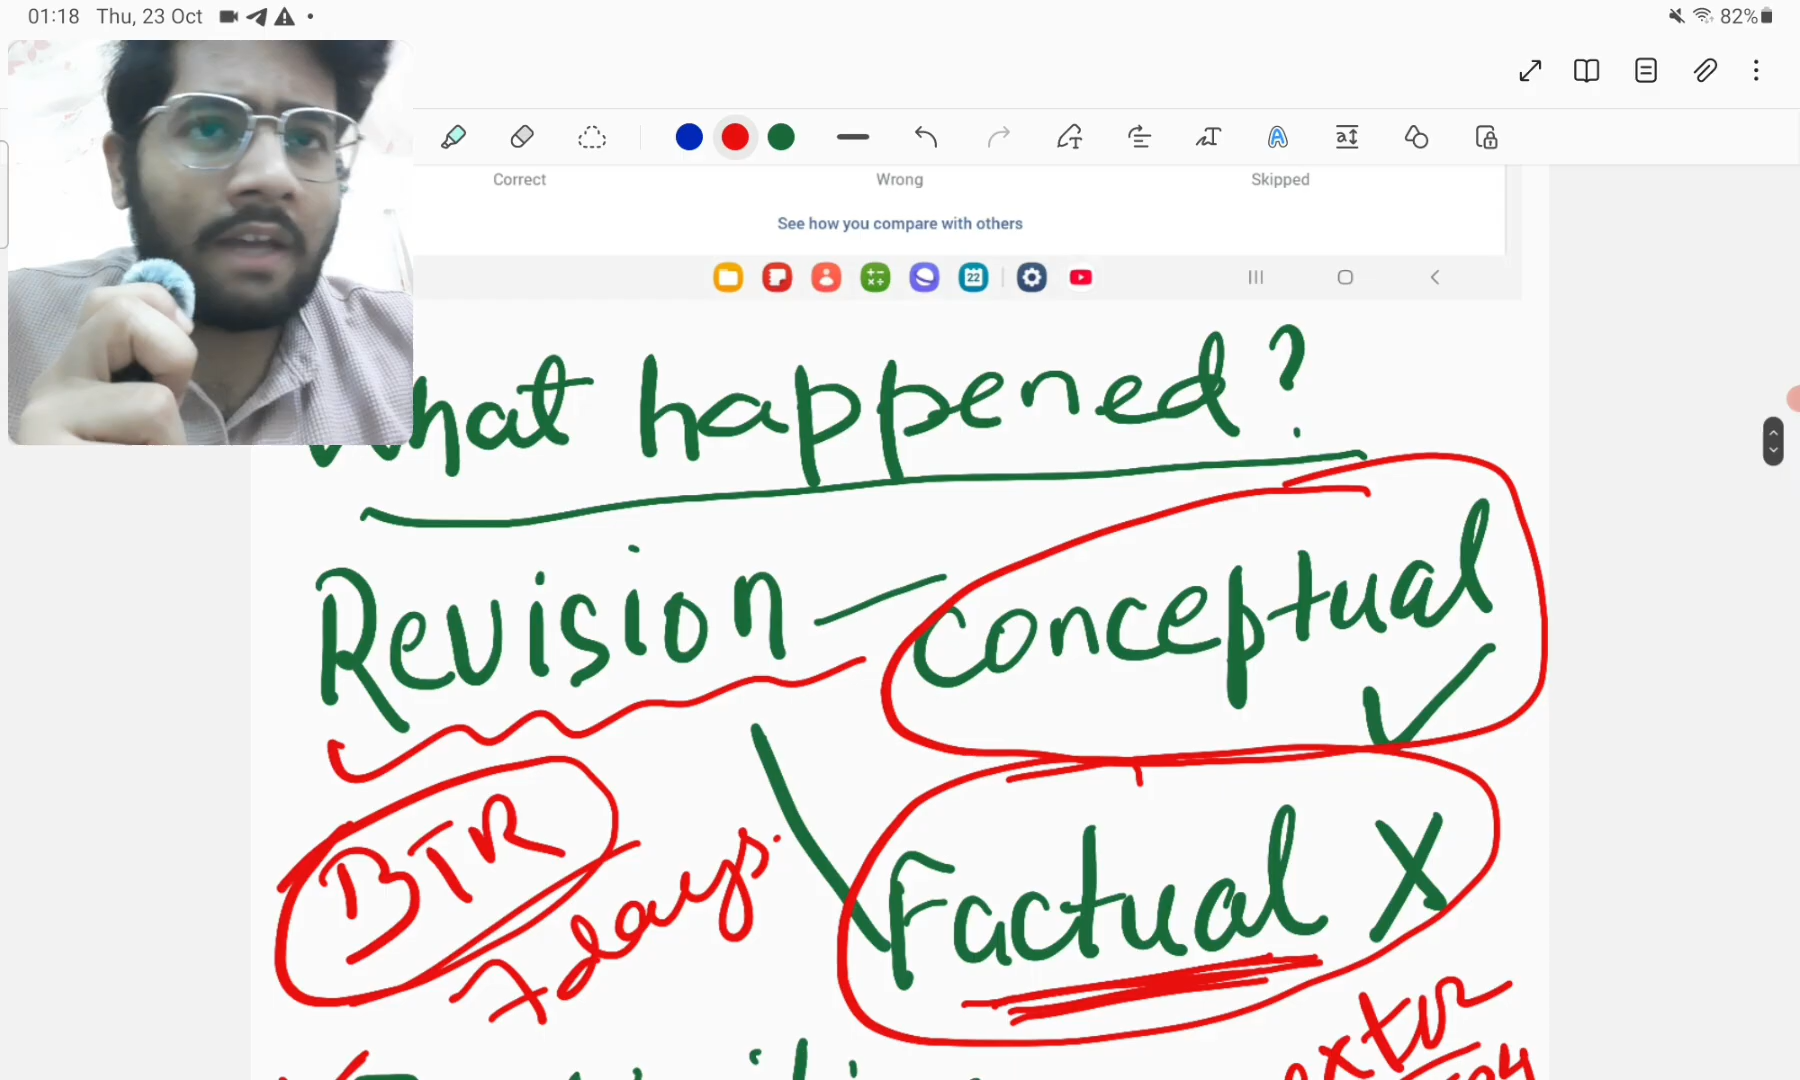 01:18 Thu, 23 Oct 82%
Correct Wrong Skipped
See how you compare with others
22
hat happened?
Revision - Conceptual
BTR
7 days.
Factual X